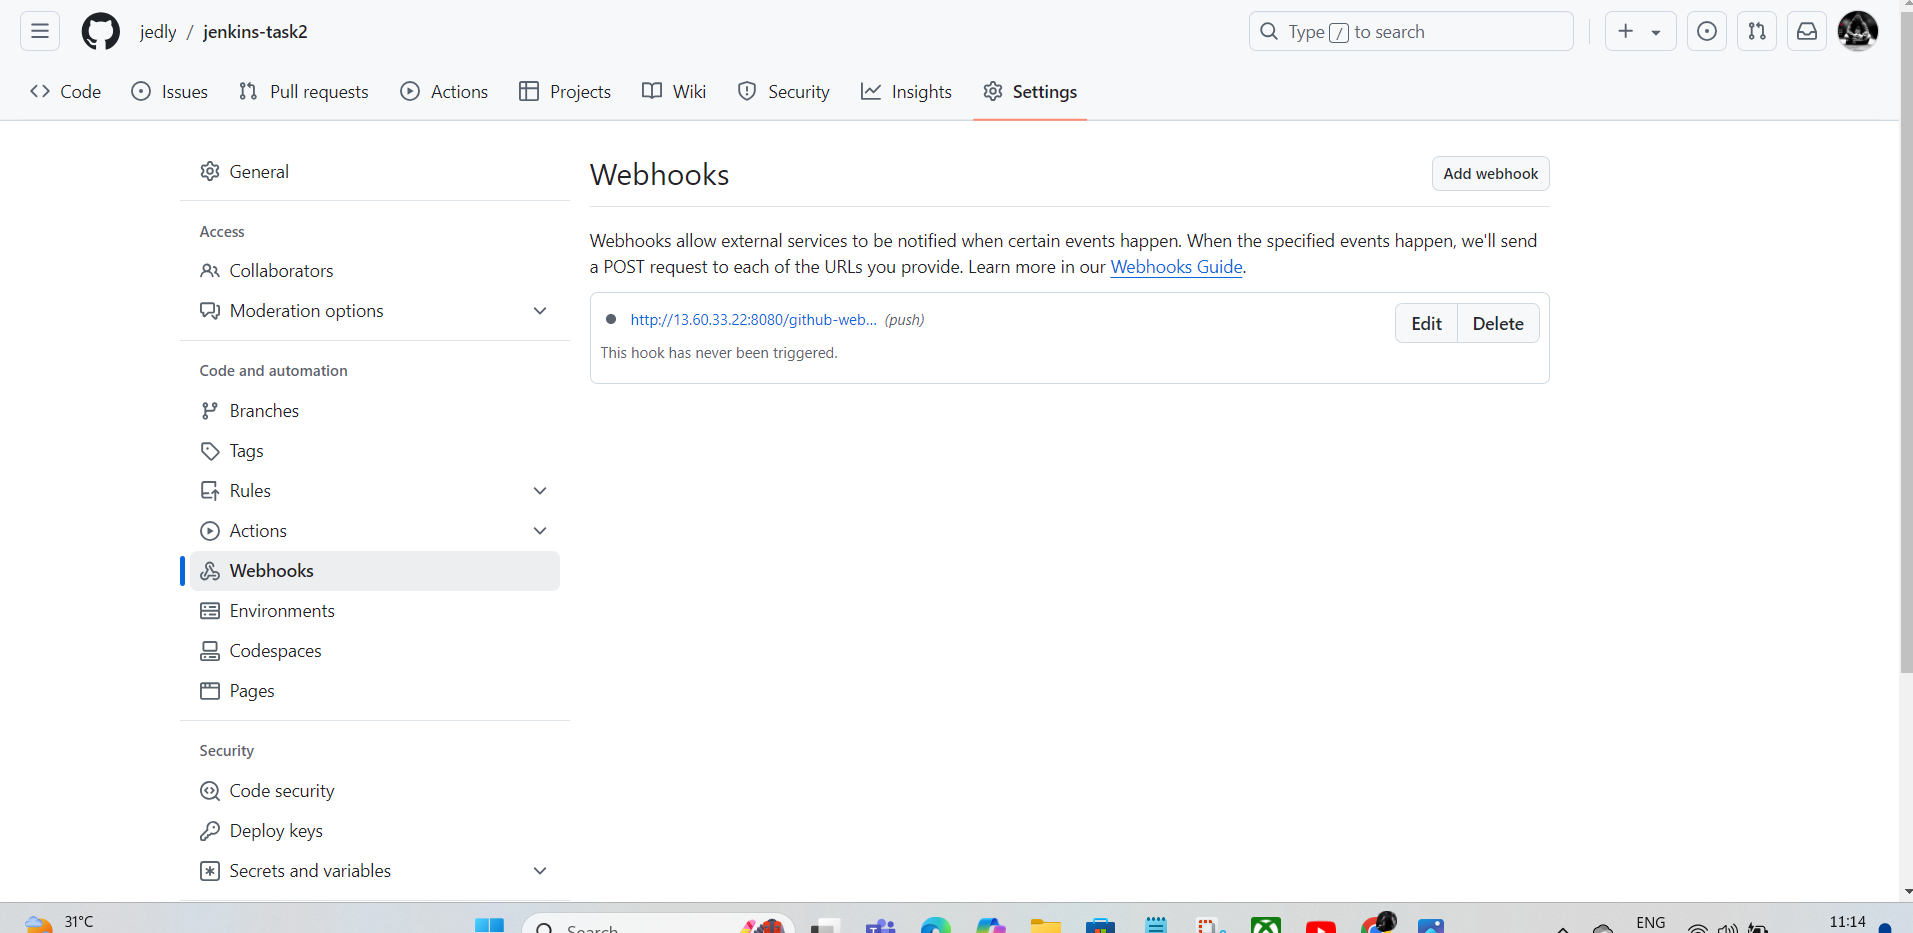 jedly / jenkins-task2
Type / to search
Code Issues Pull requests Actions Projects Wiki Security Insights Settings
General
Access
Collaborators
Moderation options
Code and automation
Branches
Tags
Rules
Actions
Webhooks
Environments
Codespaces
Pages
Security
Code security
Deploy keys
Secrets and variables
Webhooks
Add webhook
Webhooks allow external services to be notified when certain events happen. When the specified events happen, we'll send
a POST request to each of the URLs you provide. Learn more in our Webhooks Guide.
http://13.60.33.22:8080/github-web... (push)
Edit Delete
This hook has never been triggered.
31°C
Search
ENG
11:14